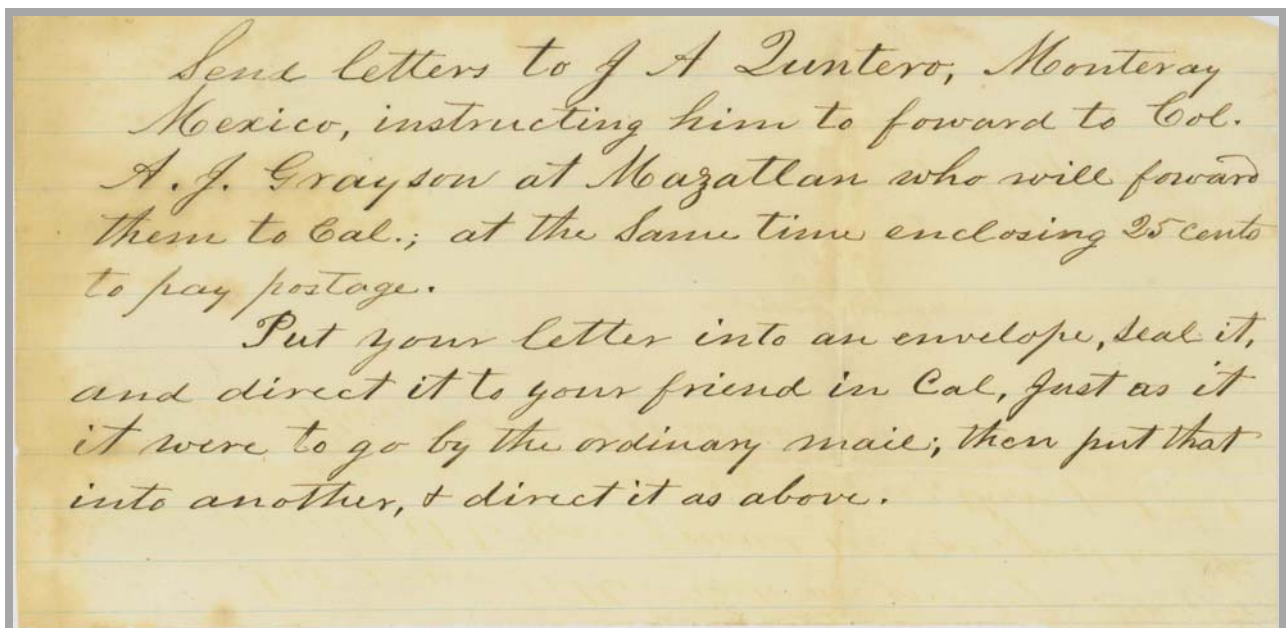 Send letters to J A Quntero, Monteray
Mexico, instructing him to foward to Col.
A. J. Grayson at Mazatlan who will foward
them to Cal.; at the same time enclosing 25 cents
to pay postage.
Put your letter into an envelope, seal it,
and direct it to your friend in Cal, just as it
it were to go by the ordinary mail; then put that
into another, & direct it as above.